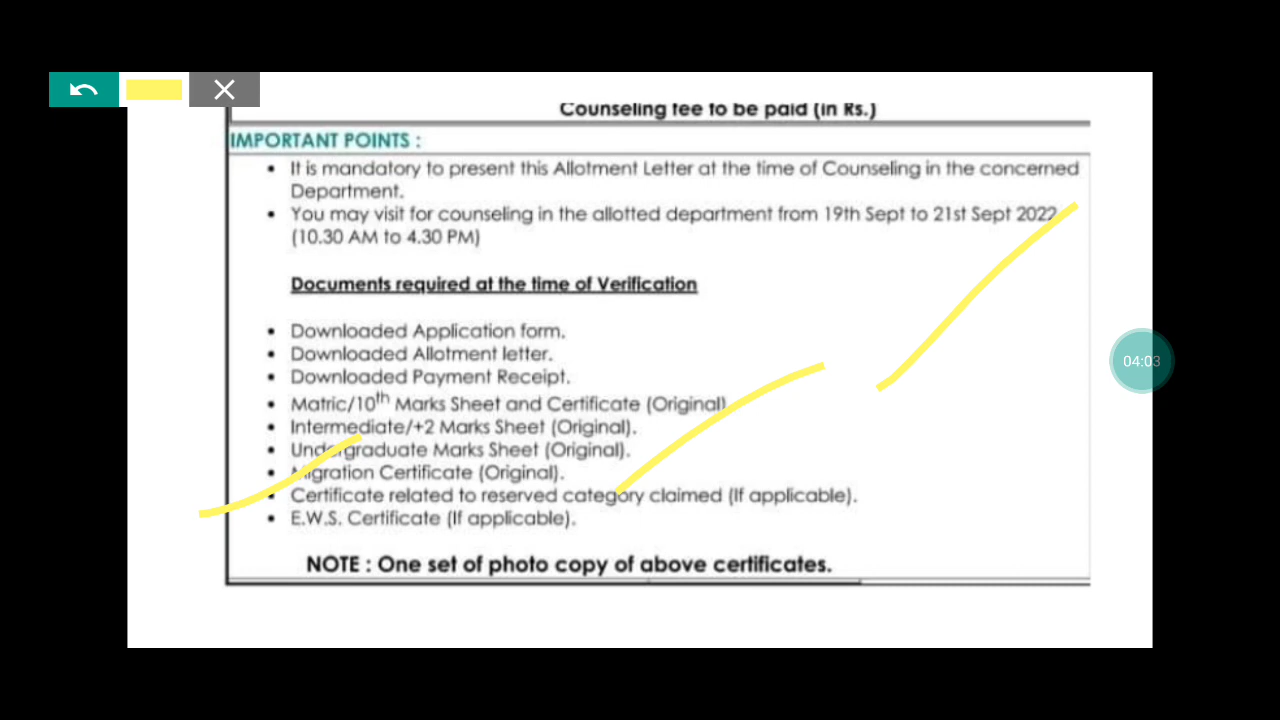 Counseling fee to be paid (in Rs.)
IMPORTANT POINTS :
• It is mandatory to present this Allotment Letter at the time of Counseling in the concerned
Department.
• You may visit for counseling in the allotted department from 19th Sept to 21st Sept 2022
(10.30 AM to 4.30 PM)
Documents required at the time of Verification
• Downloaded Application form.
• Downloaded Allotment letter.
• Downloaded Payment Receipt.
• Matric/10th Marks Sheet and Certificate (Original)
• Intermediate/+2 Marks Sheet (Original).
• Undergraduate Marks Sheet (Original).
• Migration Certificate (Original).
• Certificate related to reserved category claimed (If applicable).
• E.W.S. Certificate (If applicable).
NOTE : One set of photo copy of above certificates.
04:03